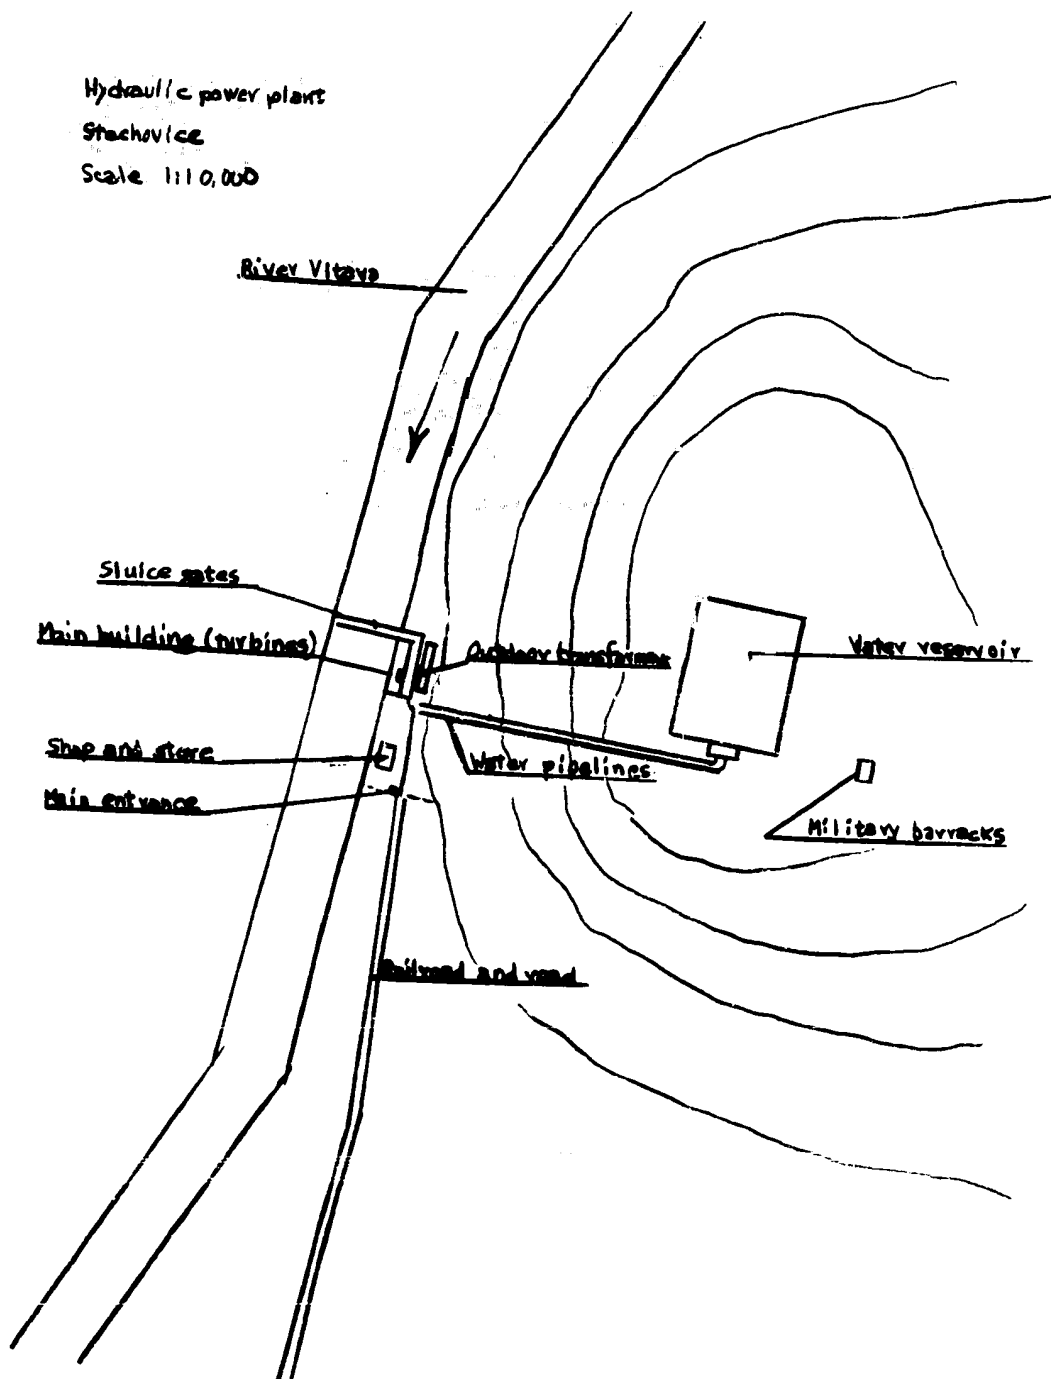 Hydraulic power plant
Stachovice
Scale 1:10,000
River Vltava
Sluice gates
Main building (turbines)
Outdoor transformer
Water reservoir
Shop and store
Water pipelines
Main entrance
Military barracks
Railroad and road